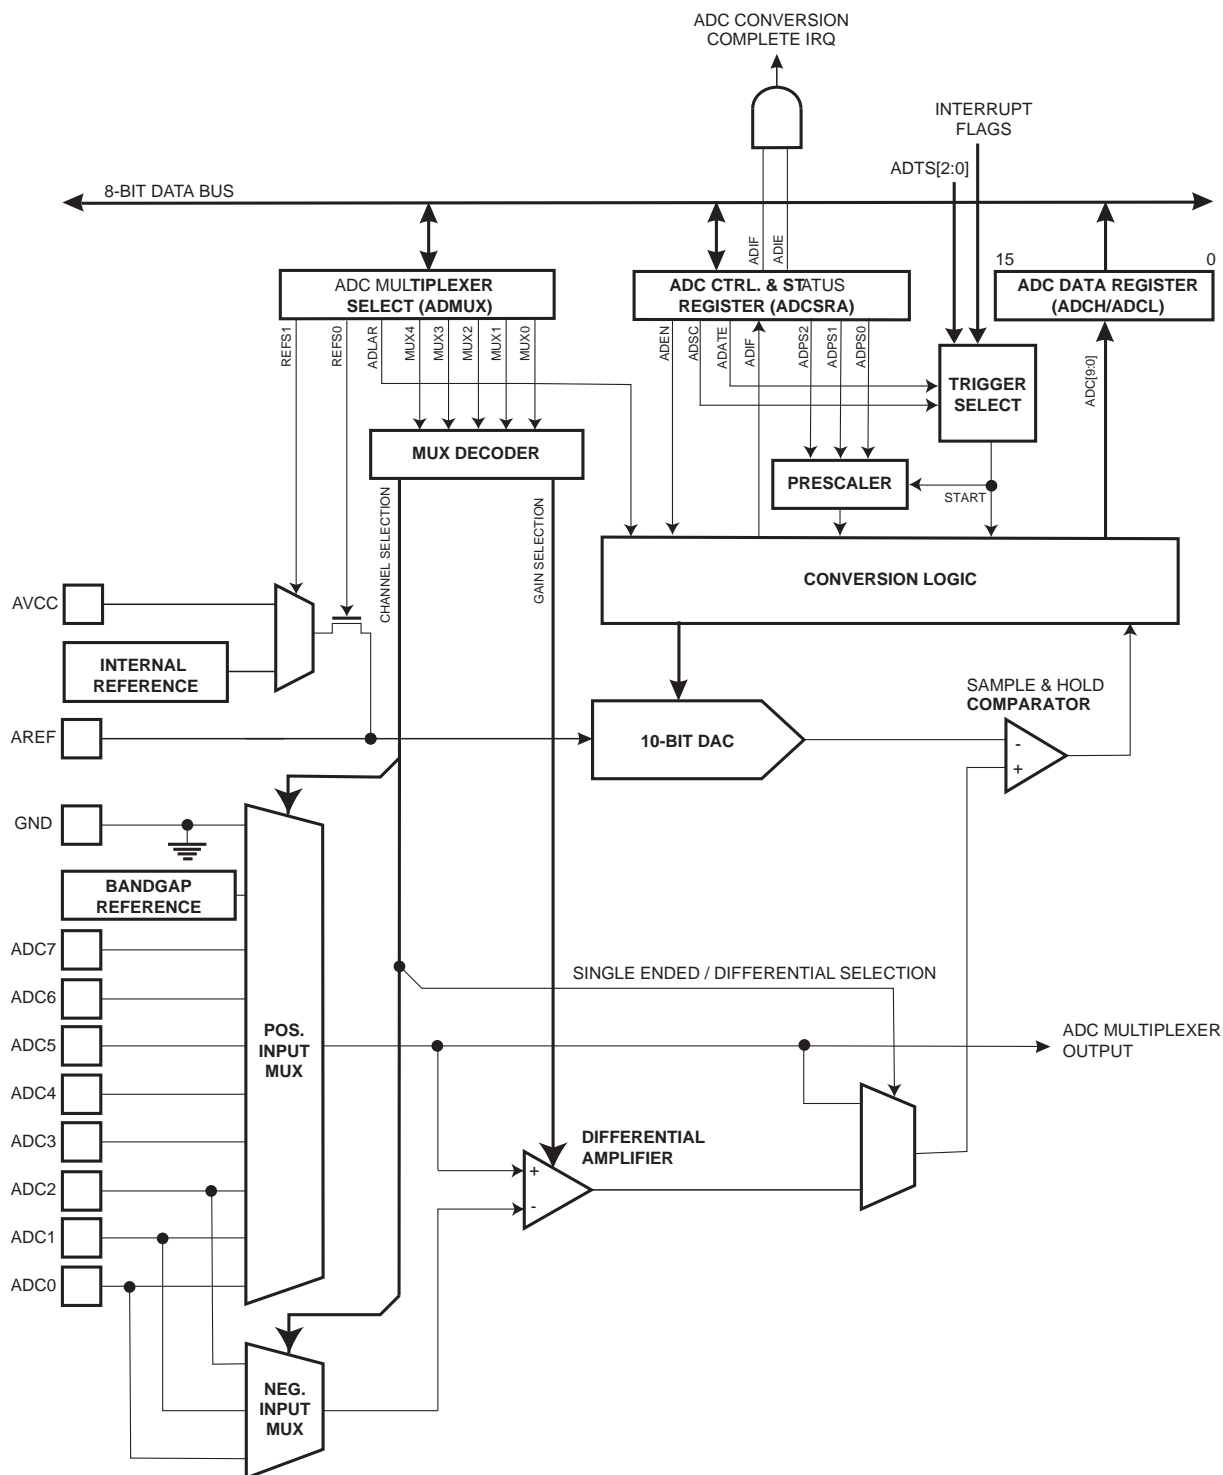 ADC CONVERSION
COMPLETE IRQ
INTERRUPT
FLAGS
ADTS[2:0]
8-BIT DATA BUS
ADIF
ADIE
15
0
ADC MULTIPLEXER
SELECT (ADMUX)
ADC CTRL. & STATUS
REGISTER (ADCSRA)
ADC DATA REGISTER
(ADCH/ADCL)
REFS1
REFS0
ADLAR
MUX4
MUX3
MUX2
MUX1
MUX0
ADEN
ADSC
ADATE
ADIF
ADPS2
ADPS1
ADPS0
ADC[9:0]
TRIGGER
SELECT
MUX DECODER
PRESCALER
START
CHANNEL SELECTION
GAIN SELECTION
CONVERSION LOGIC
AVCC
INTERNAL
REFERENCE
SAMPLE & HOLD
COMPARATOR
AREF
10-BIT DAC
-
+
GND
BANDGAP
REFERENCE
ADC7
SINGLE ENDED / DIFFERENTIAL SELECTION
ADC6
ADC5
POS.
INPUT
MUX
ADC MULTIPLEXER
OUTPUT
ADC4
ADC3
DIFFERENTIAL
AMPLIFIER
ADC2
+
-
ADC1
ADC0
NEG.
INPUT
MUX